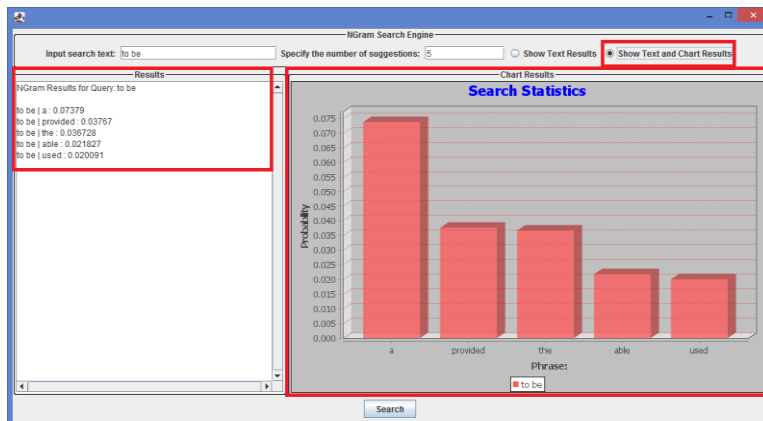 NGram Search Engine
Input search text: to be Specify the number of suggestions: 5 Show Text Results Show Text and Chart Results
Results
NGram Results for Query: to be
to be | a : 0.07379
to be | provided : 0.03767
to be | the : 0.036728
to be | able : 0.021827
to be | used : 0.020091
Chart Results
Search Statistics
Probability
0.075
0.070
0.065
0.060
0.055
0.050
0.045
0.040
0.035
0.030
0.025
0.020
0.015
0.010
0.005
0.000
a provided the able used
Phrase:
to be
Search